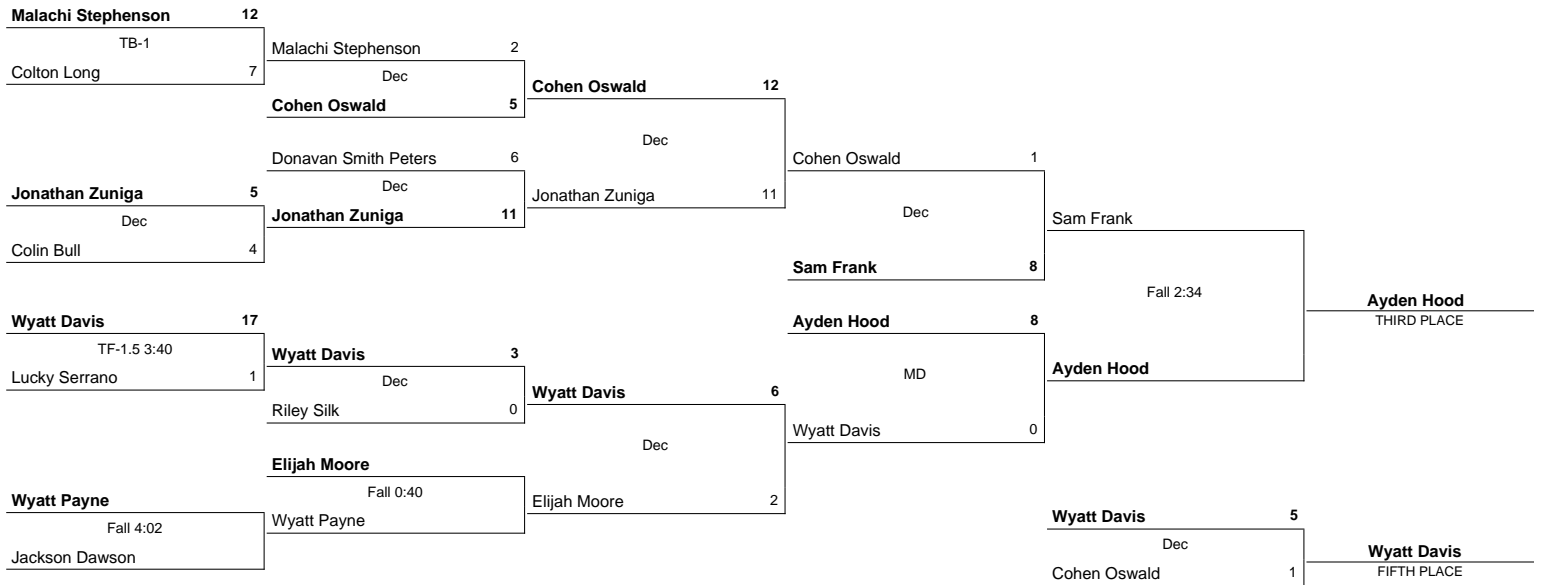 Malachi Stephenson 12
TB-1
Colton Long 7
Jonathan Zuniga 5
Dec
Colin Bull 4
Wyatt Davis 17
TF-1.5 3:40
Lucky Serrano 1
Wyatt Payne
Fall 4:02
Jackson Dawson
Malachi Stephenson 2
Dec
Cohen Oswald 5
Donavan Smith Peters 6
Dec
Jonathan Zuniga 11
Wyatt Davis 3
Dec
Riley Silk 0
Elijah Moore
Fall 0:40
Wyatt Payne
Cohen Oswald 12
Dec
Jonathan Zuniga 11
Wyatt Davis 6
Dec
Elijah Moore 2
Cohen Oswald 1
Dec
Sam Frank 8
Ayden Hood 8
MD
Wyatt Davis 0
Sam Frank
Fall 2:34
Ayden Hood
Ayden Hood
THIRD PLACE
Wyatt Davis 5
Dec
Cohen Oswald 1
Wyatt Davis
FIFTH PLACE